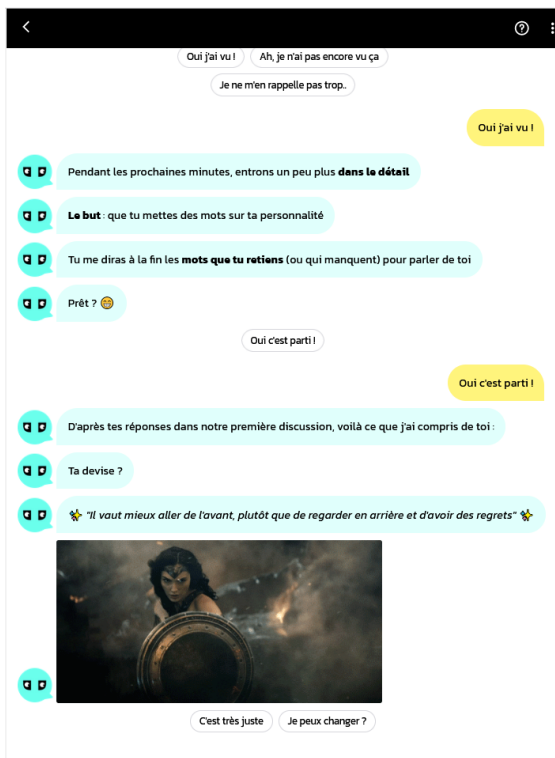 Oui j'ai vu !
Ah, je n'ai pas encore vu ça
Je ne m'en rappelle pas trop..
Oui j'ai vu !
Pendant les prochaines minutes, entrons un peu plus dans le détail
Le but : que tu mettes des mots sur ta personnalité
Tu me diras à la fin les mots que tu retiens (ou qui manquent) pour parler de toi
Prêt ? 😁
Oui c'est parti !
Oui c'est parti !
D'après tes réponses dans notre première discussion, voilà ce que j'ai compris de toi :
Ta devise ?
✨ "Il vaut mieux aller de l'avant, plutôt que de regarder en arrière et d'avoir des regrets" ✨
C'est très juste
Je peux changer ?